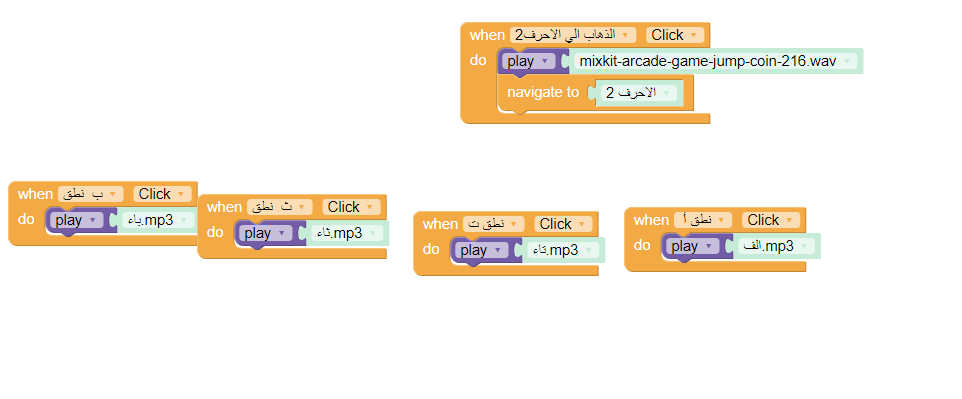 when الذهاب الي الاحرف2 Click
do play mixkit-arcade-game-jump-coin-216.wav
navigate to الاحرف 2
when ب نطق Click
do play باء.mp3
when ث نطق Click
do play ثاء.mp3
when نطق ت Click
do play تاء.mp3
when نطق أ Click
do play الف.mp3